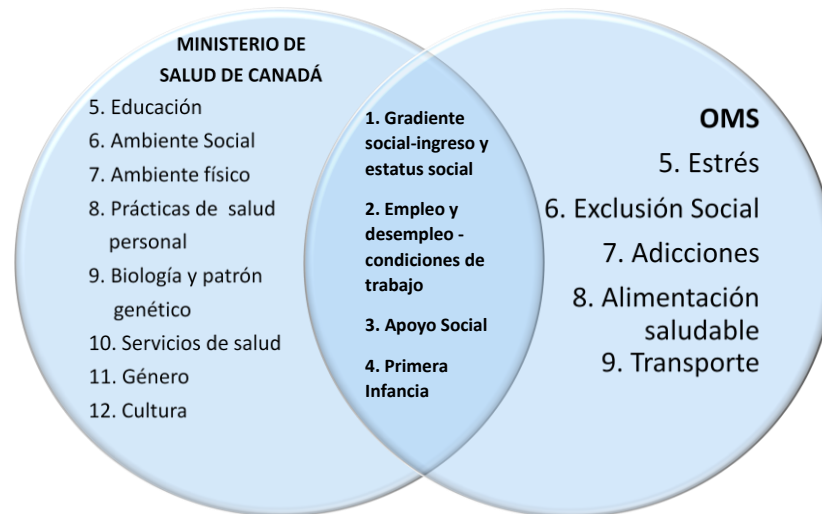 MINISTERIO DE
SALUD DE CANADÁ
5. Educación
6. Ambiente Social
7. Ambiente físico
8. Prácticas de salud
personal
9. Biología y patrón
genético
10. Servicios de salud
11. Género
12. Cultura
1. Gradiente
social-ingreso y
estatus social
2. Empleo y
desempleo -
condiciones de
trabajo
3. Apoyo Social
4. Primera
Infancia
OMS
5. Estrés
6. Exclusión Social
7. Adicciones
8. Alimentación
saludable
9. Transporte